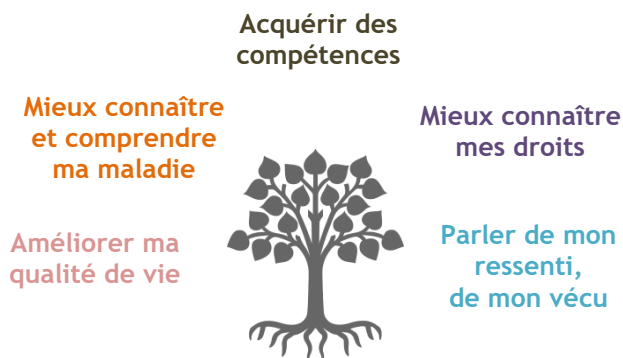 Acquérir des
compétences
Mieux connaître
et comprendre
ma maladie
Mieux connaître
mes droits
Améliorer ma
qualité de vie
Parler de mon
ressenti,
de mon vécu